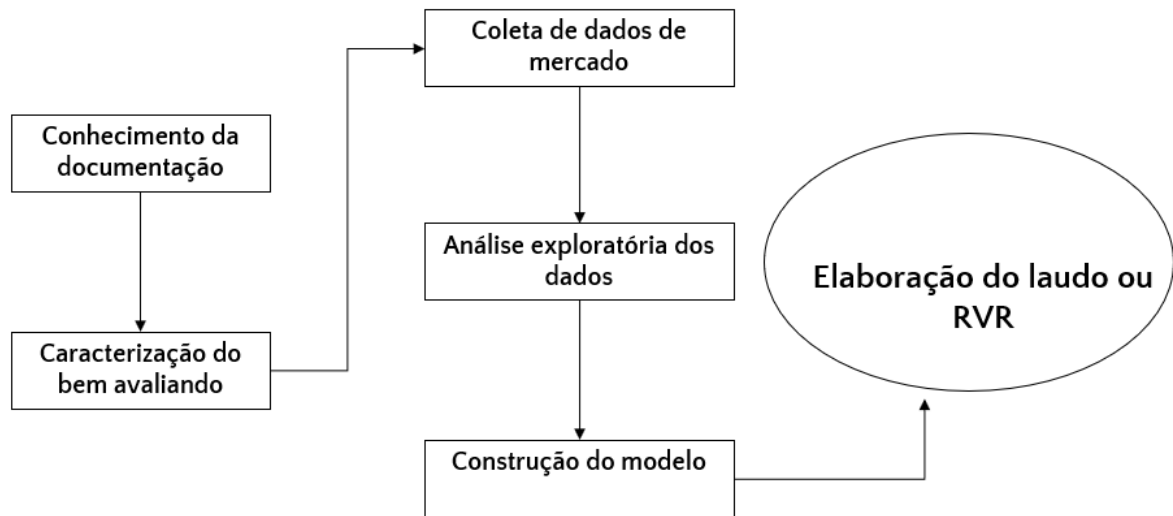 Conhecimento da
documentação
Caracterização do
bem avaliando
Coleta de dados de
mercado
Análise exploratória dos
dados
Construção do modelo
Elaboração do laudo ou
RVR